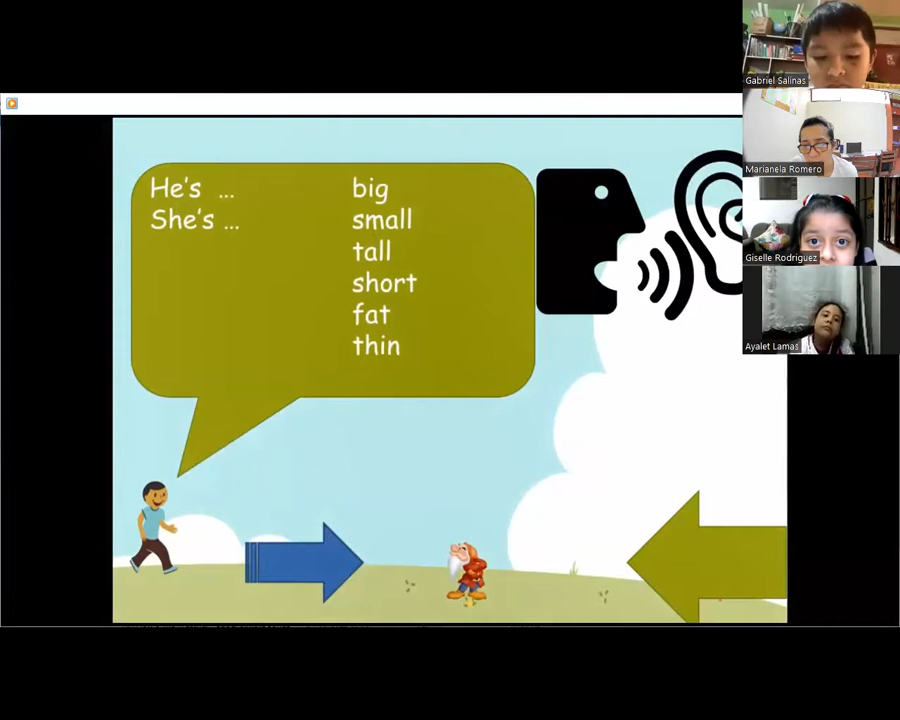 He's ...
She's ...
big
small
tall
short
fat
thin
Gabriel Salinas
Marianela Romero
Giselle Rodriguez
Ayalet Lamas